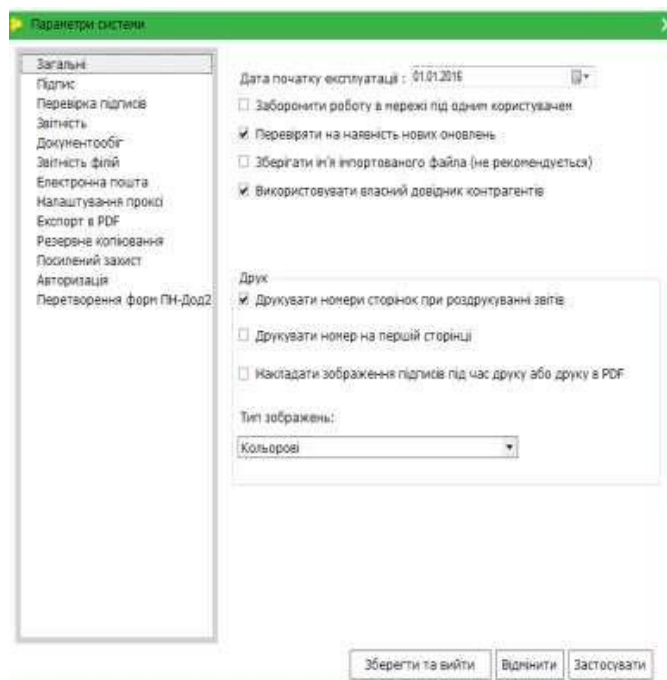 Параметри системи
Загальні
Підпис
Перевірка підписів
Звітність
Документообіг
Звітність філій
Електронна пошта
Налаштування проксі
Експорт в PDF
Резервне копіювання
Посилений захист
Авторизація
Перетворення форм ПН-Дод2
Дата початку експлуатації : 01.01.2016
Заборонити роботу в мережі під одним користувачем
Перевіряти на наявність нових оновлень
Зберігати ім'я імпортованого файла (не рекомендується)
Використовувати власний довідник контрагентів
Друк
Друкувати номери сторінок при роздрукуванні звітів
Друкувати номер на першій сторінці
Накладати зображення підписів під час друку або друку в PDF
Тип зображень:
Кольорові
Зберегти та вийти Відмінити Застосувати